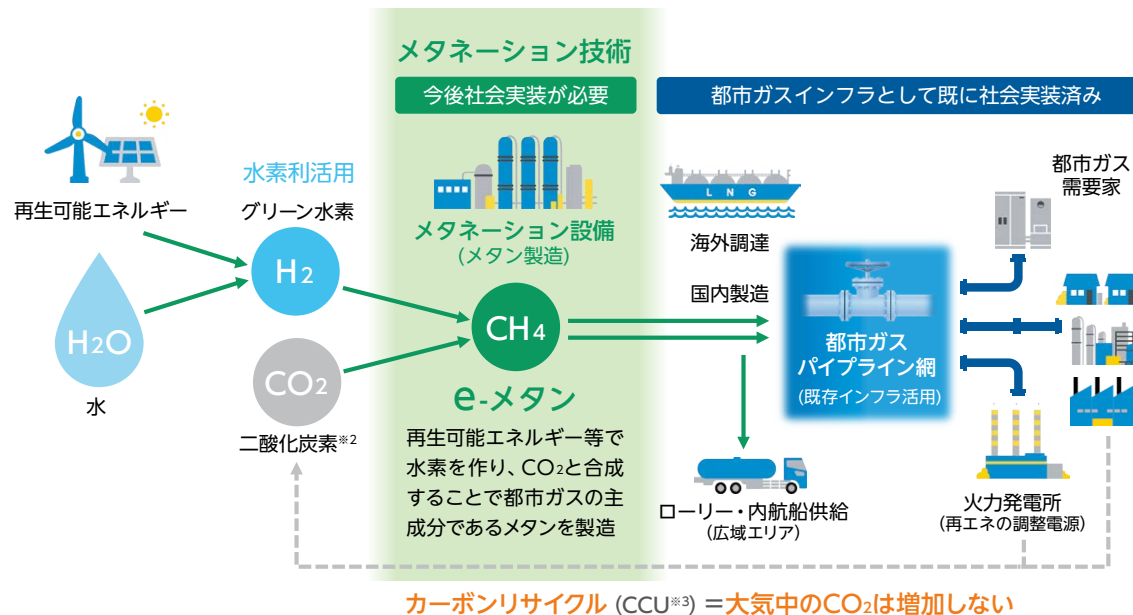 メタネーション技術
今後社会実装が必要
都市ガスインフラとして既に社会実装済み
再生可能エネルギー
水素利活用
グリーン水素
H2
H2O
水
CO2
二酸化炭素※2
メタネーション設備
(メタン製造)
CH4
e-メタン
再生可能エネルギー等で
水素を作り、CO2と合成
することで都市ガスの主
成分であるメタンを製造
LNG
海外調達
国内製造
都市ガス
パイプライン網
(既存インフラ活用)
ローリー・内航船供給
(広域エリア)
都市ガス
需要家
火力発電所
(再エネの調整電源)
カーボンリサイクル (CCU※3) =大気中のCO2は増加しない